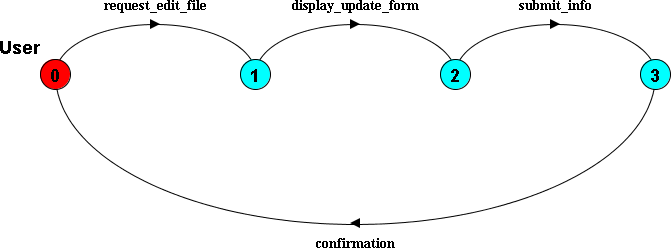 request_edit_file display_update_form submit_info
User
0 1 2 3
confirmation